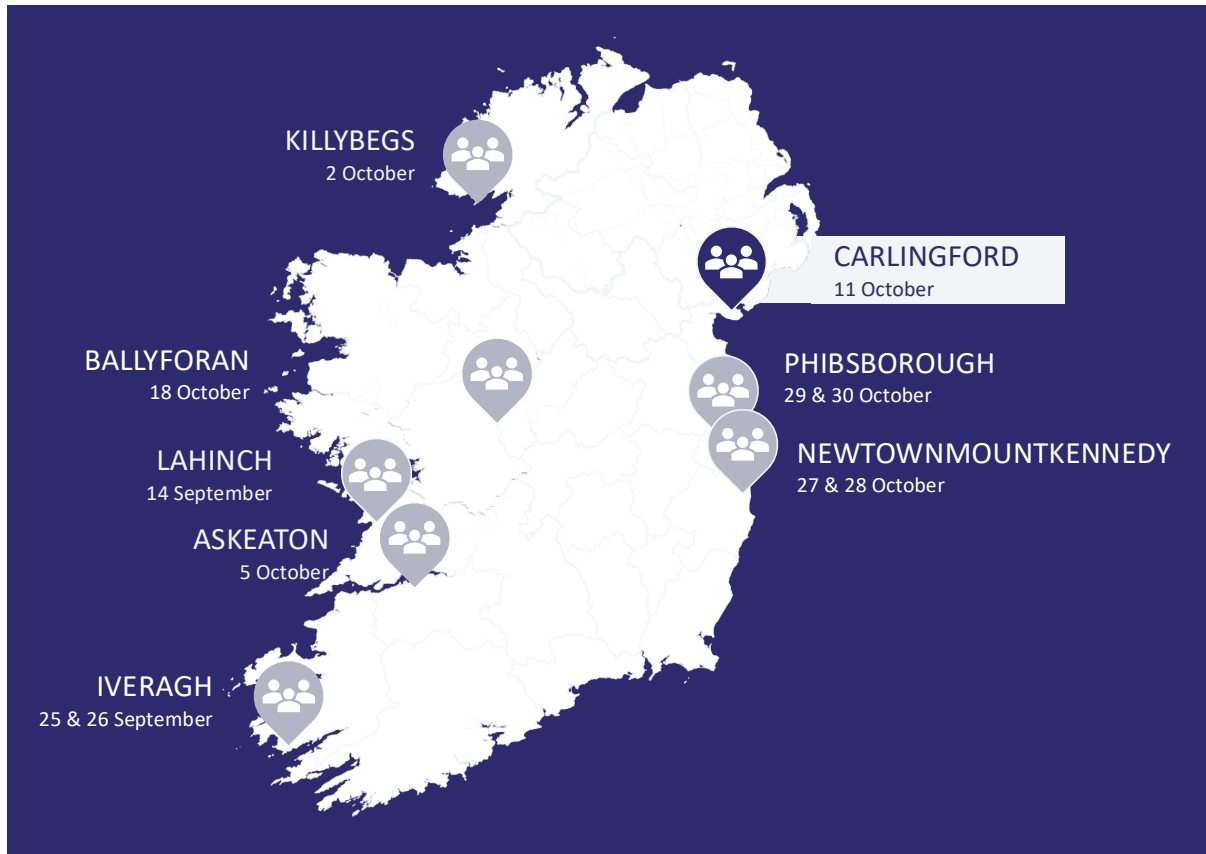 KILLYBEGS
2 October
CARLINGFORD
11 October
BALLYFORAN
18 October
PHIBSBOROUGH
29 & 30 October
LAHINCH
14 September
NEWTOWNMOUNTKENNEDY
27 & 28 October
ASKEATON
5 October
IVERAGH
25 & 26 September